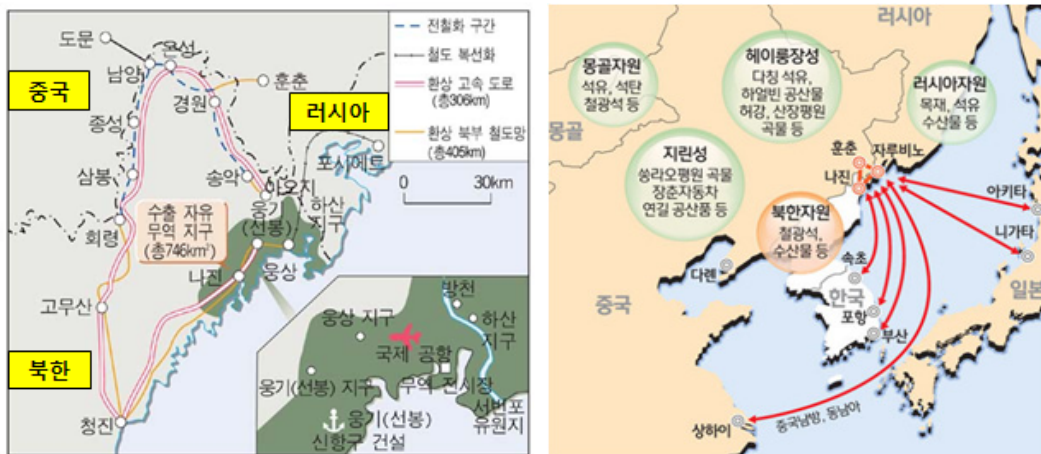 도문
온성
남양
훈춘
중국
경원
러시아
종성
포시에트
삼봉
송악
아오지
회령
웅기
(선봉)
하산
지구
수출 자유
무역 지구
(총746km²)
나진
웅상
고무산
북한
청진
전철화 구간
철도 복선화
환상 고속 도로
(총306km)
환상 북부 철도망
(총405km)
0 30km
방천
웅상 지구
하산
지구
국제 공항
웅기(선봉) 지구
무역 전시장
서번포
유원지
웅기(선봉)
신항구 건설
러시아
몽골자원
석유, 석탄
철광석 등
헤이룽장성
다칭 석유,
하얼빈 공산물
허강, 산장평원
곡물 등
러시아자원
목재, 석유
수산물 등
몽골
지린성
쑹랴오평원 곡물
장춘자동차
연길 공산품 등
훈춘
자루비노
나진
북한자원
철광석,
수산물 등
아키타
니가타
다롄
속초
한국
중국
포항
부산
일본
상하이
중국남방, 동남아